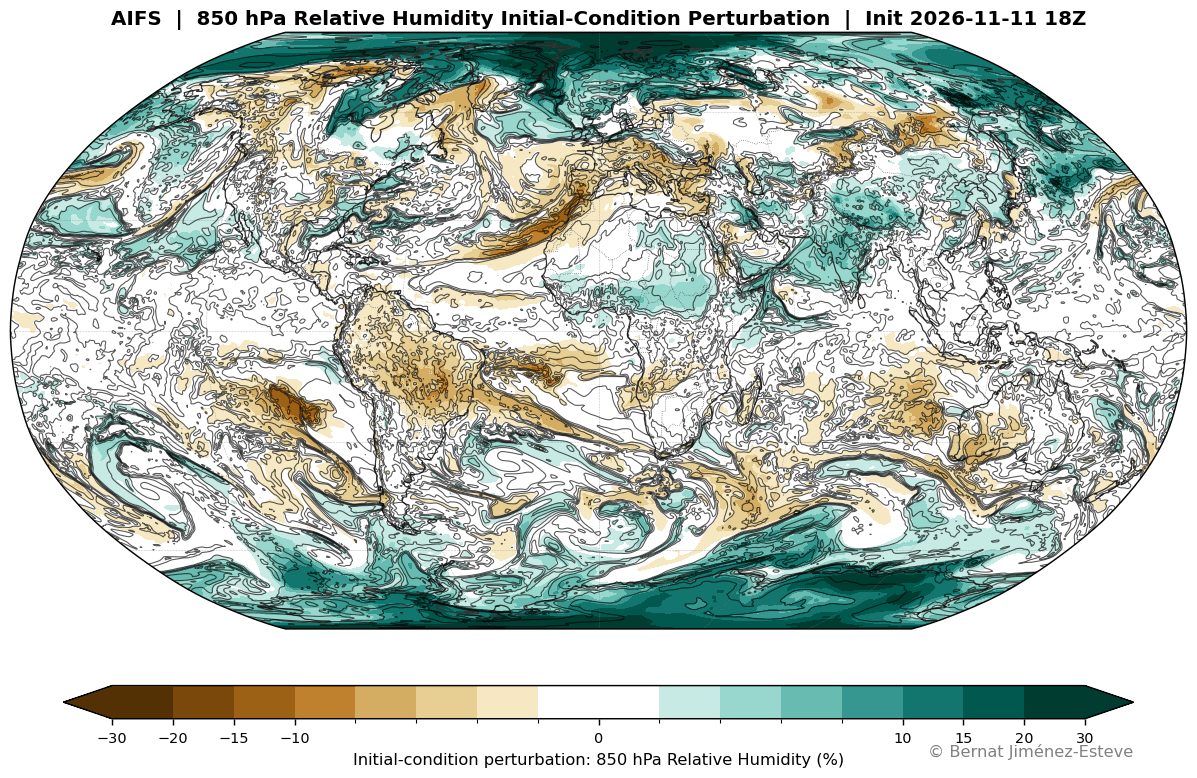 AIFS | 850 hPa Relative Humidity Initial-Condition Perturbation | Init 2026-11-11 18Z
−30 −20 −15 −10 0 10 15 20 30
Initial-condition perturbation: 850 hPa Relative Humidity (%)
© Bernat Jiménez-Esteve